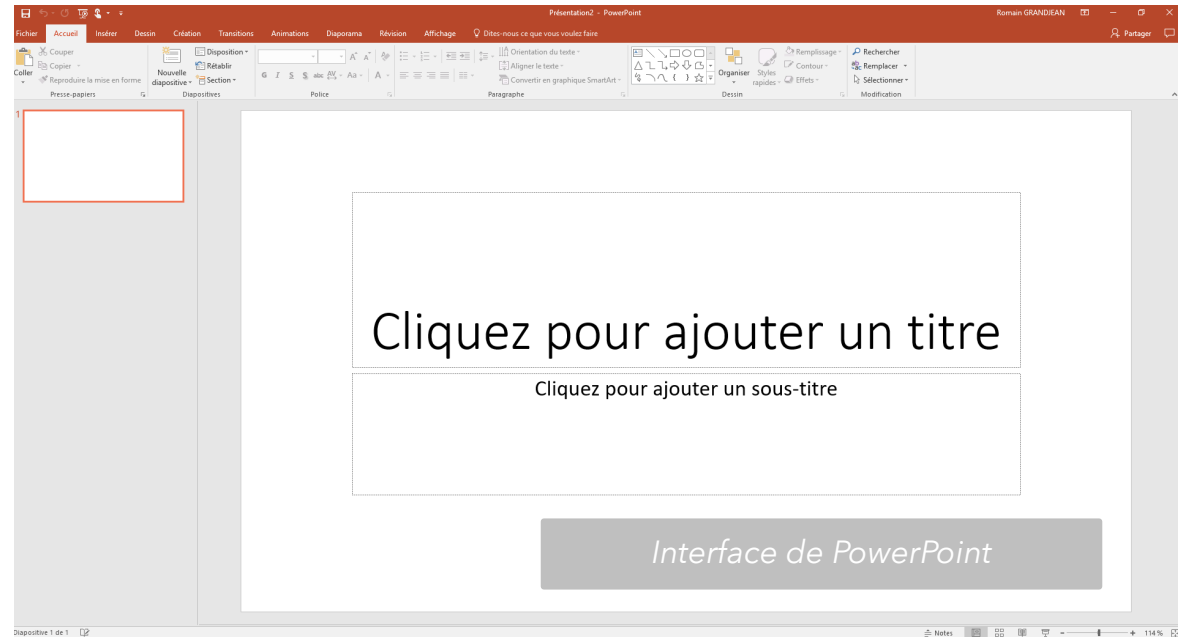 Présentation2 - PowerPoint
Romain GRANDJEAN
Fichier Accueil Insérer Dessin Création Transitions Animations Diaporama Révision Affichage Dites-nous ce que vous voulez faire Partager
Coller
Couper
Copier
Reproduire la mise en forme
Presse-papiers
Nouvelle diapositive
Disposition
Rétablir
Section
Diapositives
G I S S abc AV Aa A
Police
Orientation du texte
Aligner le texte
Convertir en graphique SmartArt
Paragraphe
Organiser
Styles rapides
Remplissage
Contour
Effets
Dessin
Rechercher
Remplacer
Sélectionner
Modification
1
Cliquez pour ajouter un titre
Cliquez pour ajouter un sous-titre
Interface de PowerPoint
Diapositive 1 de 1
Notes
114 %